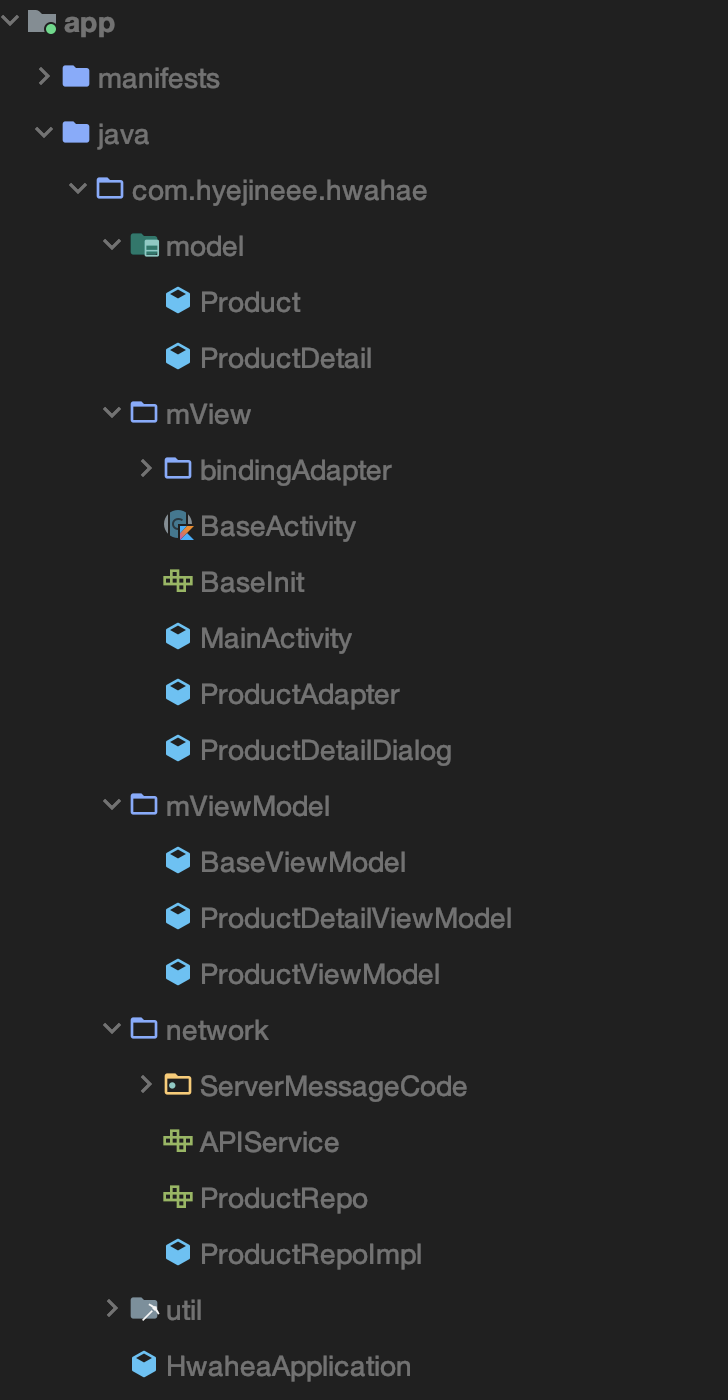 app
manifests
java
com.hyejineee.hwahae
model
Product
ProductDetail
mView
bindingAdapter
BaseActivity
BaseInit
MainActivity
ProductAdapter
ProductDetailDialog
mViewModel
BaseViewModel
ProductDetailViewModel
ProductViewModel
network
ServerMessageCode
APIService
ProductRepo
ProductRepoImpl
util
HwaheaApplication